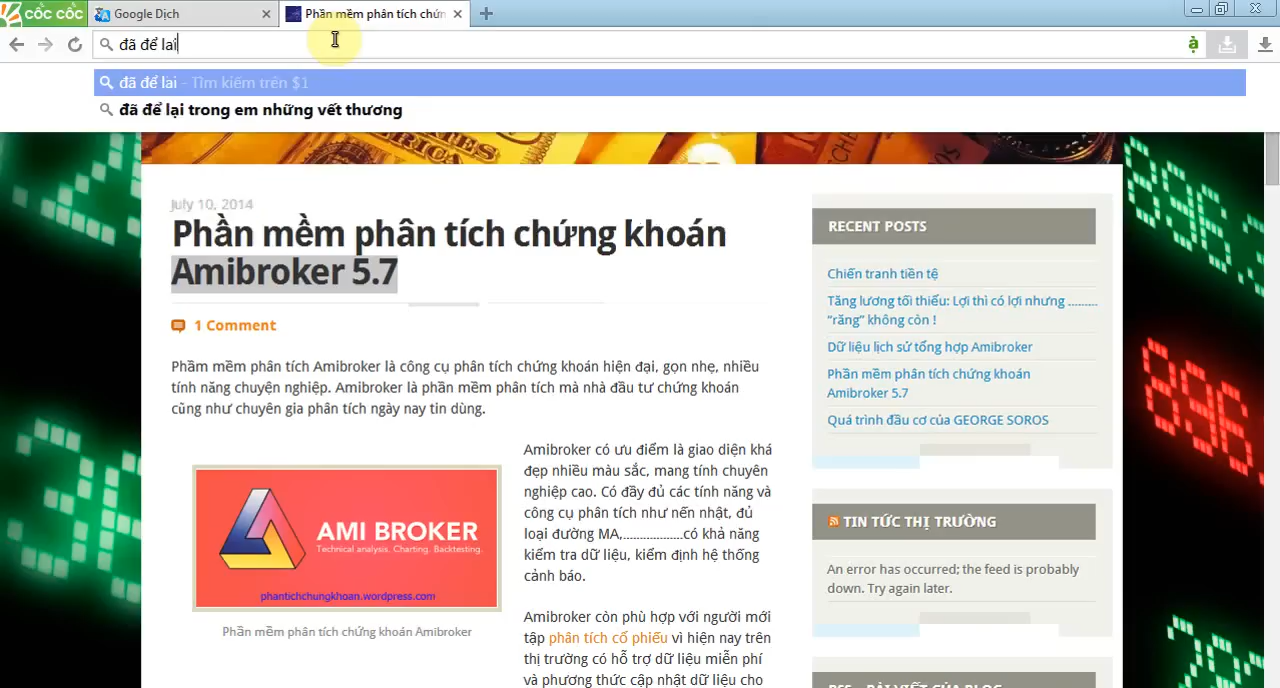 cốc cốc
Google Dịch
Phần mềm phân tích chứn
đã để lai
ặ
đã để lai - Tìm kiếm trên $1
đã để lại trong em những vết thương
July 10, 2014
Phần mềm phân tích chứng khoán
Amibroker 5.7
1 Comment
Phầm mềm phân tích Amibroker là công cụ phân tích chứng khoán hiện đại, gọn nhẹ, nhiều
tính năng chuyện nghiệp. Amibroker là phần mềm phân tích mà nhà đầu tư chứng khoán
cũng như chuyên gia phân tích ngày nay tin dùng.
AMI BROKER
Technical analysis. Charting. Backtesting.
phantichchungkhoan.wordpress.com
Phần mềm phân tích chứng khoán Amibroker
Amibroker có ưu điểm là giao diện khá
đẹp nhiều màu sắc, mang tính chuyên
nghiệp cao. Có đầy đủ các tính năng và
công cụ phân tích như nến nhật, đủ
loại đường MA,..................có khả năng
kiểm tra dữ liệu, kiểm định hệ thống
cảnh báo.
Amibroker còn phù hợp với người mới
tập phân tích cổ phiếu vì hiện nay trên
thị trường có hỗ trợ dữ liệu miễn phí
và phương thức cập nhật dữ liệu cho
RECENT POSTS
Chiến tranh tiền tệ
Tăng lương tối thiểu: Lợi thì có lợi nhưng .........
“răng” không còn !
Dữ liệu lịch sử tổng hợp Amibroker
Phần mềm phân tích chứng khoán
Amibroker 5.7
Quá trình đầu cơ của GEORGE SOROS
TIN TỨC THỊ TRƯỜNG
An error has occurred; the feed is probably
down. Try again later.
RSS – BÀI VIẾT CỦA BLOG